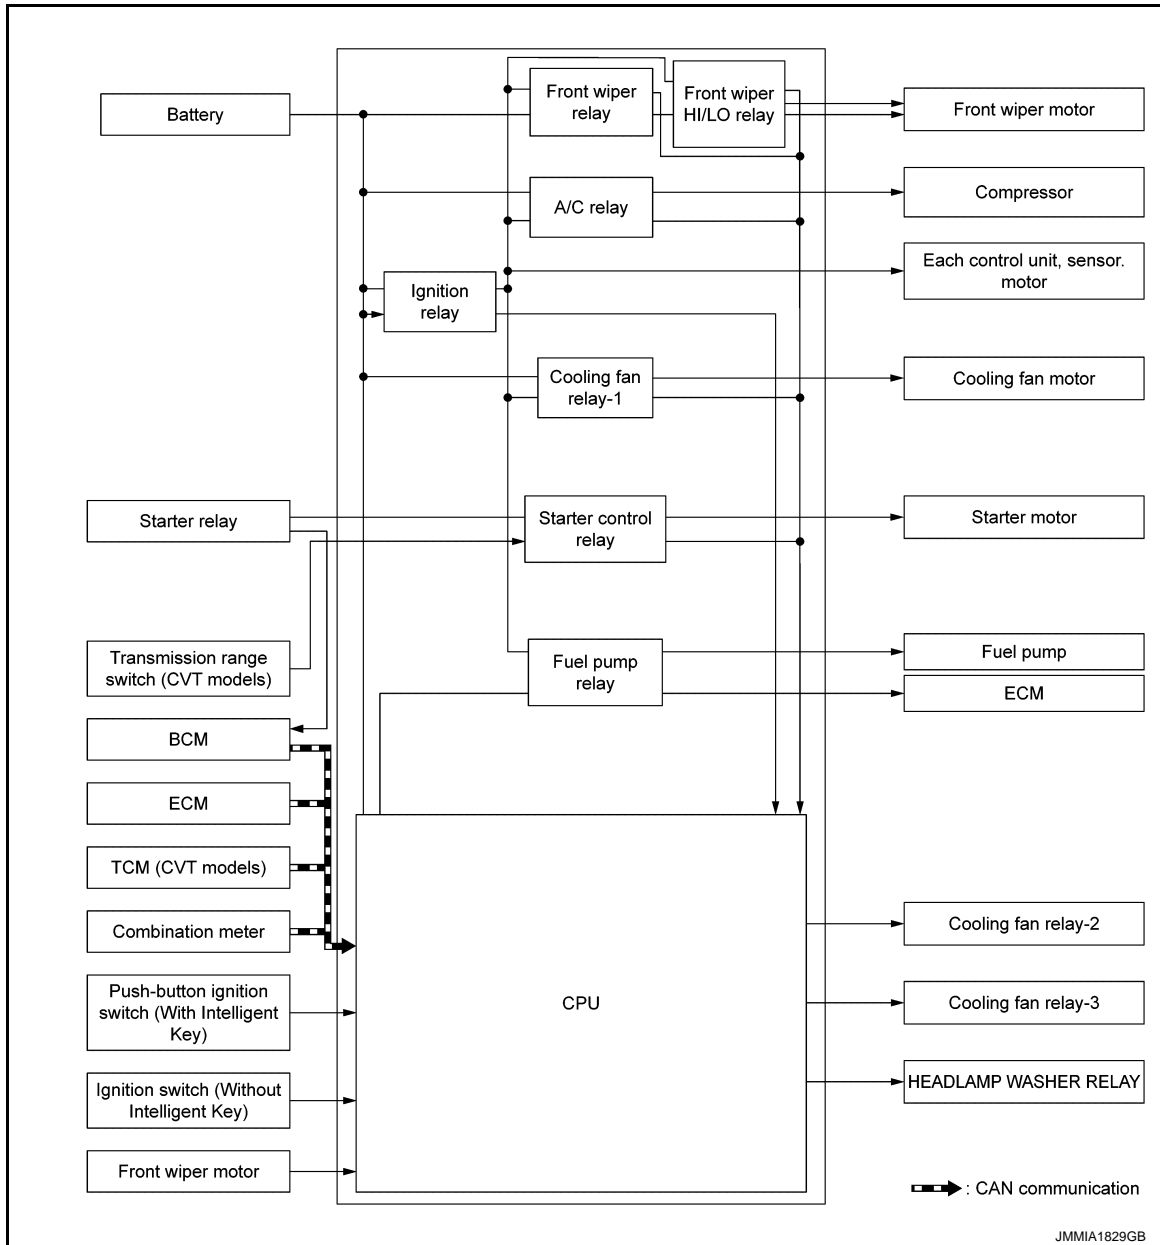 Battery
Front wiper
relay
Front wiper
HI/LO relay
Front wiper motor
A/C relay
Compressor
Each control unit, sensor.
motor
Ignition
relay
Cooling fan
relay-1
Cooling fan motor
Starter relay
Starter control
relay
Starter motor
Transmission range
switch (CVT models)
Fuel pump
relay
Fuel pump
ECM
BCM
ECM
TCM (CVT models)
Combination meter
Push-button ignition
switch (With Intelligent
Key)
Ignition switch (Without
Intelligent Key)
Front wiper motor
CPU
Cooling fan relay-2
Cooling fan relay-3
HEADLAMP WASHER RELAY
: CAN communication
JMMIA1829GB